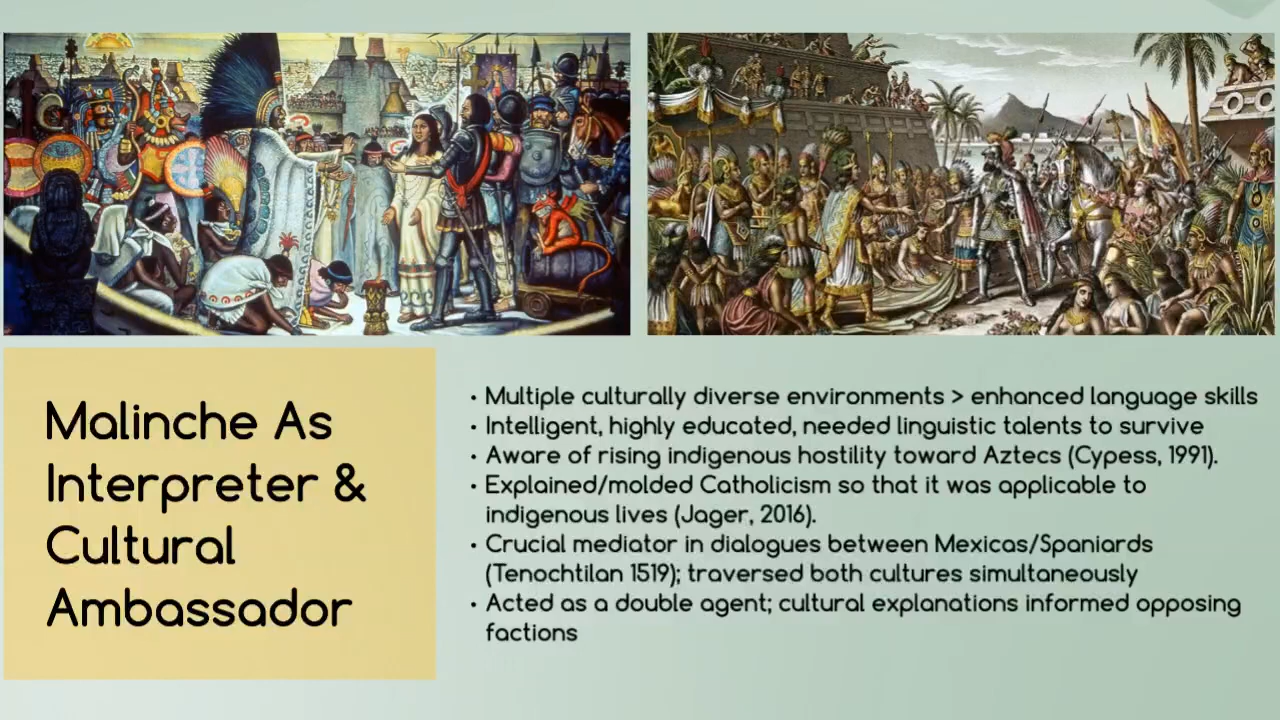 Malinche As
Interpreter &
Cultural
Ambassador
• Multiple culturally diverse environments > enhanced language skills
• Intelligent, highly educated, needed linguistic talents to survive
• Aware of rising indigenous hostility toward Aztecs (Cypess, 1991).
• Explained/molded Catholicism so that it was applicable to
indigenous lives (Jager, 2016).
• Crucial mediator in dialogues between Mexicas/Spaniards
(Tenochtilan 1519); traversed both cultures simultaneously
• Acted as a double agent; cultural explanations informed opposing
factions